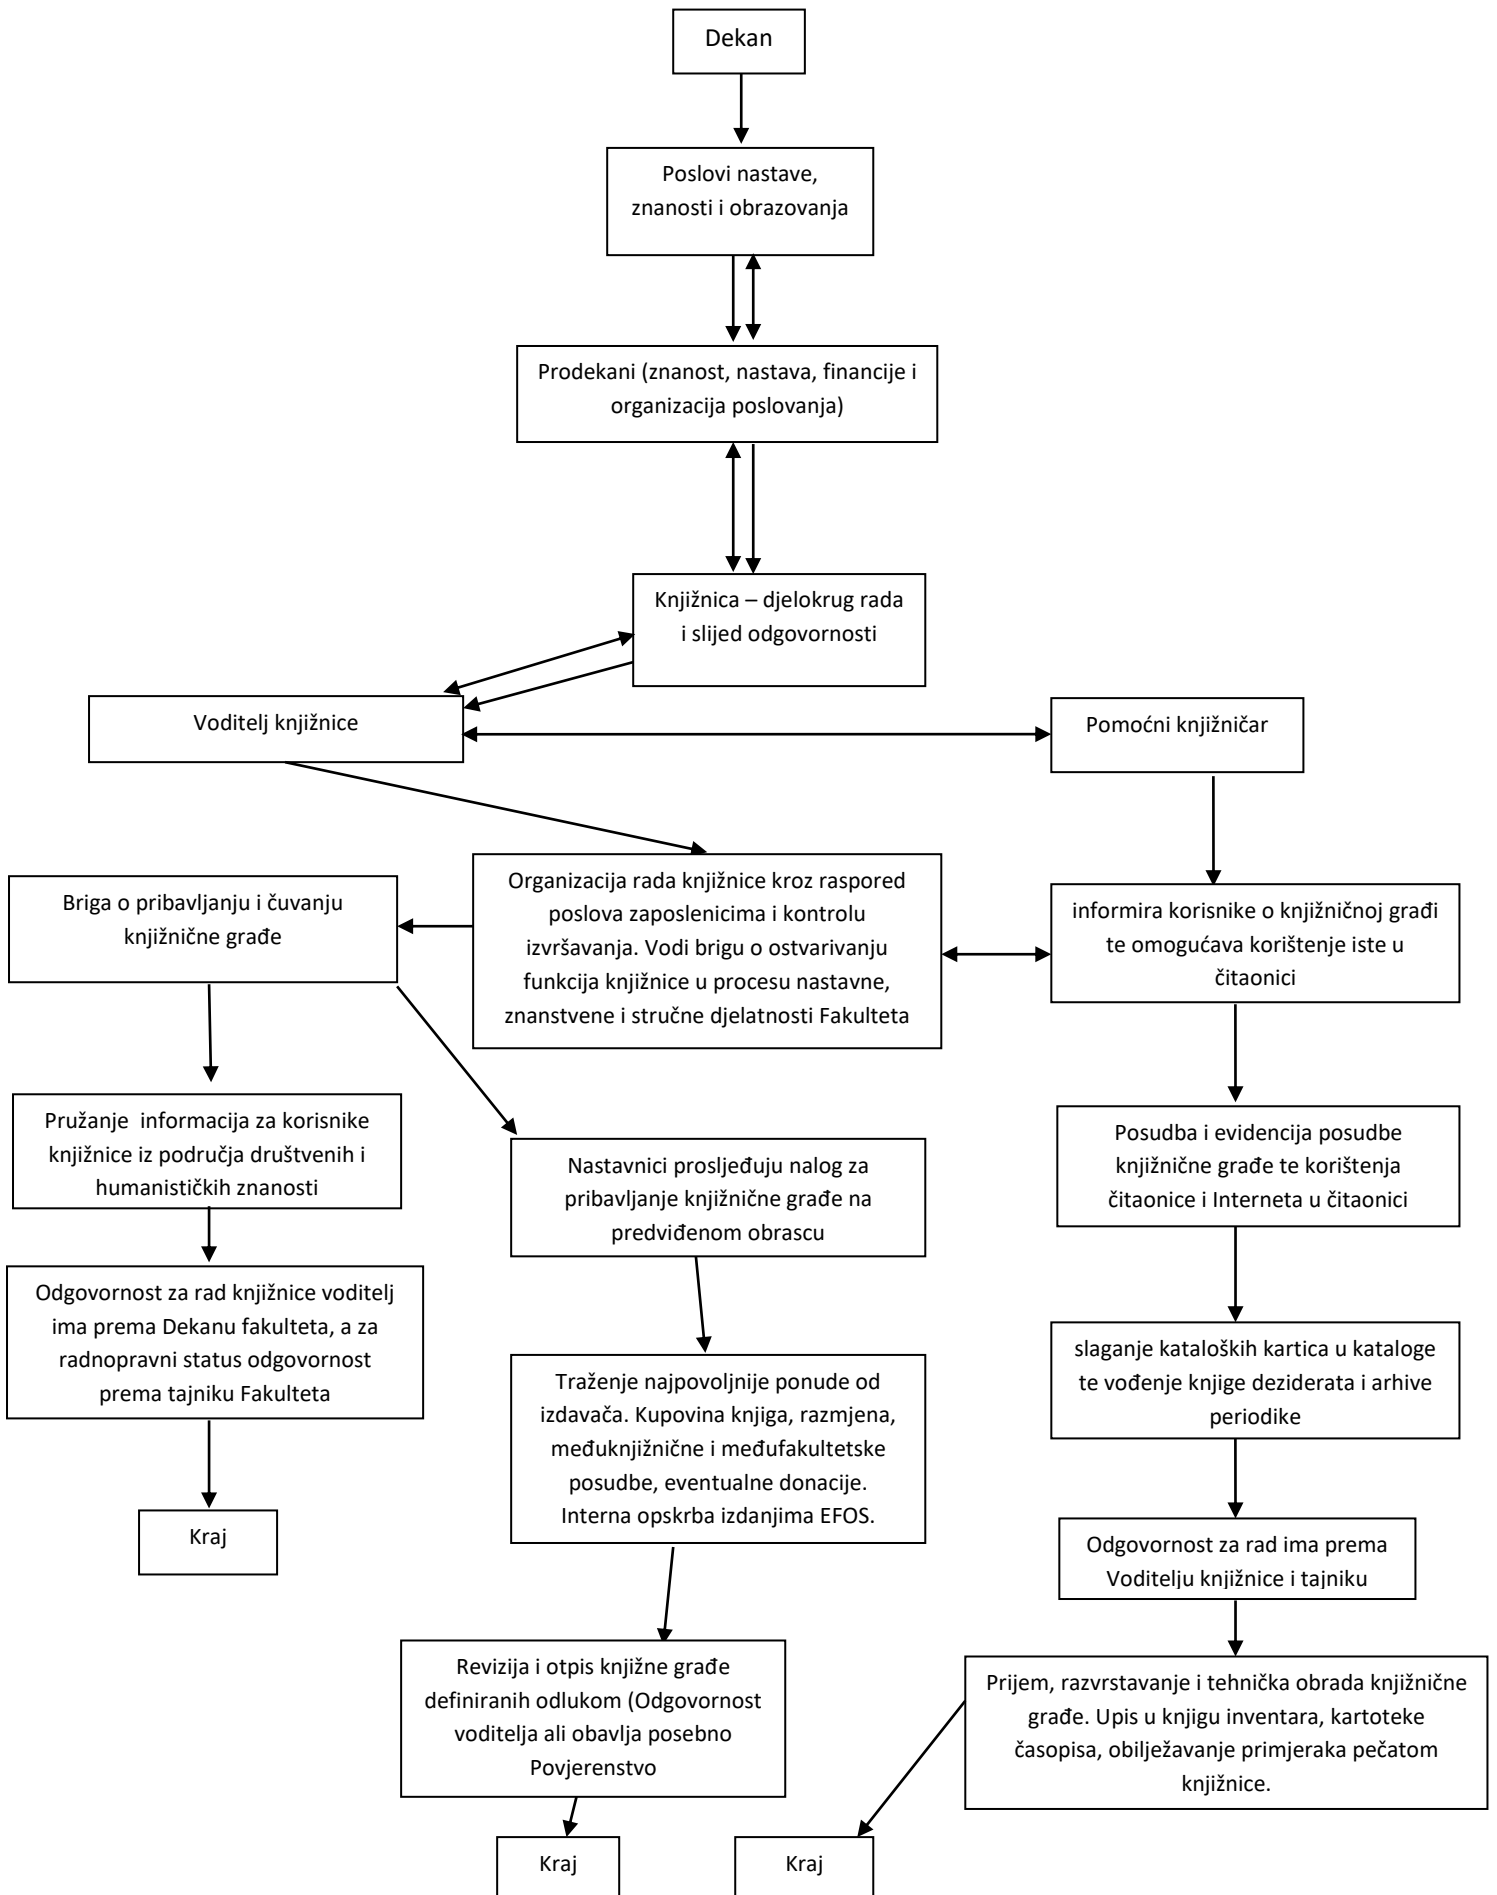 Dekan
Poslovi nastave,
znanosti i obrazovanja
Prodekani (znanost, nastava, financije i
organizacija poslovanja)
Knjižnica – djelokrug rada
i slijed odgovornosti
Voditelj knjižnice
Pomoćni knjižničar
Organizacija rada knjižnice kroz raspored
poslova zaposlenicima i kontrolu
izvršavanja. Vodi brigu o ostvarivanju
funkcija knjižnice u procesu nastavne,
znanstvene i stručne djelatnosti Fakulteta
Briga o pribavljanju i čuvanju
knjižnične građe
informira korisnike o knjižničnoj građi
te omogućava korištenje iste u
čitaonici
Pružanje  informacija za korisnike
knjižnice iz područja društvenih i
humanističkih znanosti
Nastavnici prosljeđuju nalog za
pribavljanje knjižnične građe na
predviđenom obrascu
Posudba i evidencija posudbe
knjižnične građe te korištenja
čitaonice i Interneta u čitaonici
Odgovornost za rad knjižnice voditelj
ima prema Dekanu fakulteta, a za
radnopravni status odgovornost
prema tajniku Fakulteta
Traženje najpovoljnije ponude od
izdavača. Kupovina knjiga, razmjena,
međuknjižnične i međufakultetske
posudbe, eventualne donacije.
Interna opskrba izdanjima EFOS.
slaganje kataloških kartica u kataloge
te vođenje knjige deziderata i arhive
periodike
Kraj
Odgovornost za rad ima prema
Voditelju knjižnice i tajniku
Revizija i otpis knjižne građe
definiranih odlukom (Odgovornost
voditelja ali obavlja posebno
Povjerenstvo
Prijem, razvrstavanje i tehnička obrada knjižnične
građe. Upis u knjigu inventara, kartoteke
časopisa, obilježavanje primjeraka pečatom
knjižnice.
Kraj
Kraj